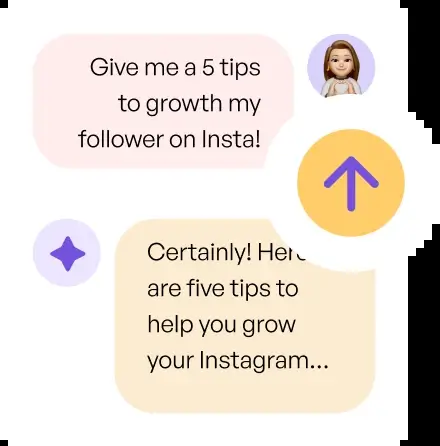 Give me a 5 tips
to growth my
follower on Insta!
Certainly! Here
are five tips to
help you grow
your Instagram...